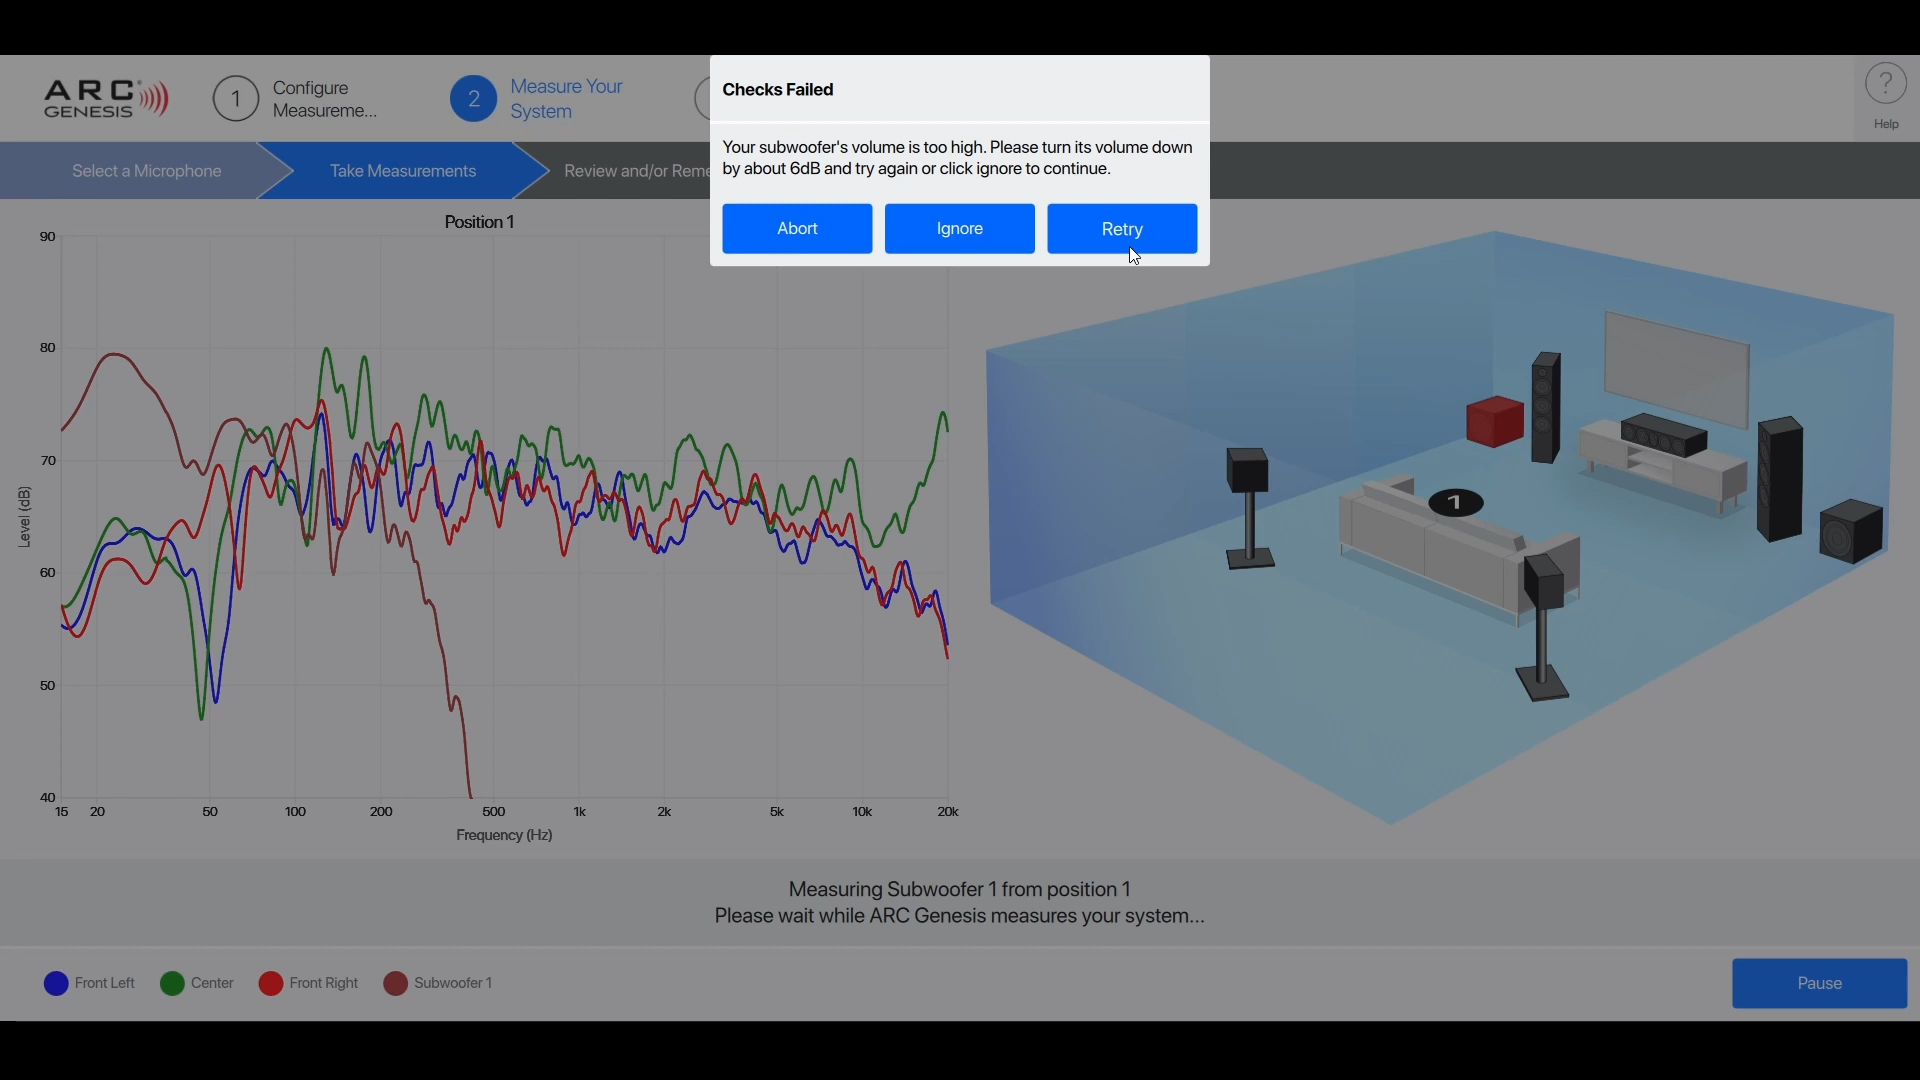 ARC
GENESIS
1
Configure
Measureme...
2
Measure Your
System
?
Help
Checks Failed
Your subwoofer's volume is too high. Please turn its volume down
by about 6dB and try again or click ignore to continue.
Abort
Ignore
Retry
Select a Microphone
Take Measurements
Review and/or Reme
Position 1
90
80
70
60
50
40
Level (dB)
15 20 50 100 200 500 1k 2k 5k 10k 20k
Frequency (Hz)
1
Measuring Subwoofer 1 from position 1
Please wait while ARC Genesis measures your system...
Front Left
Center
Front Right
Subwoofer 1
Pause